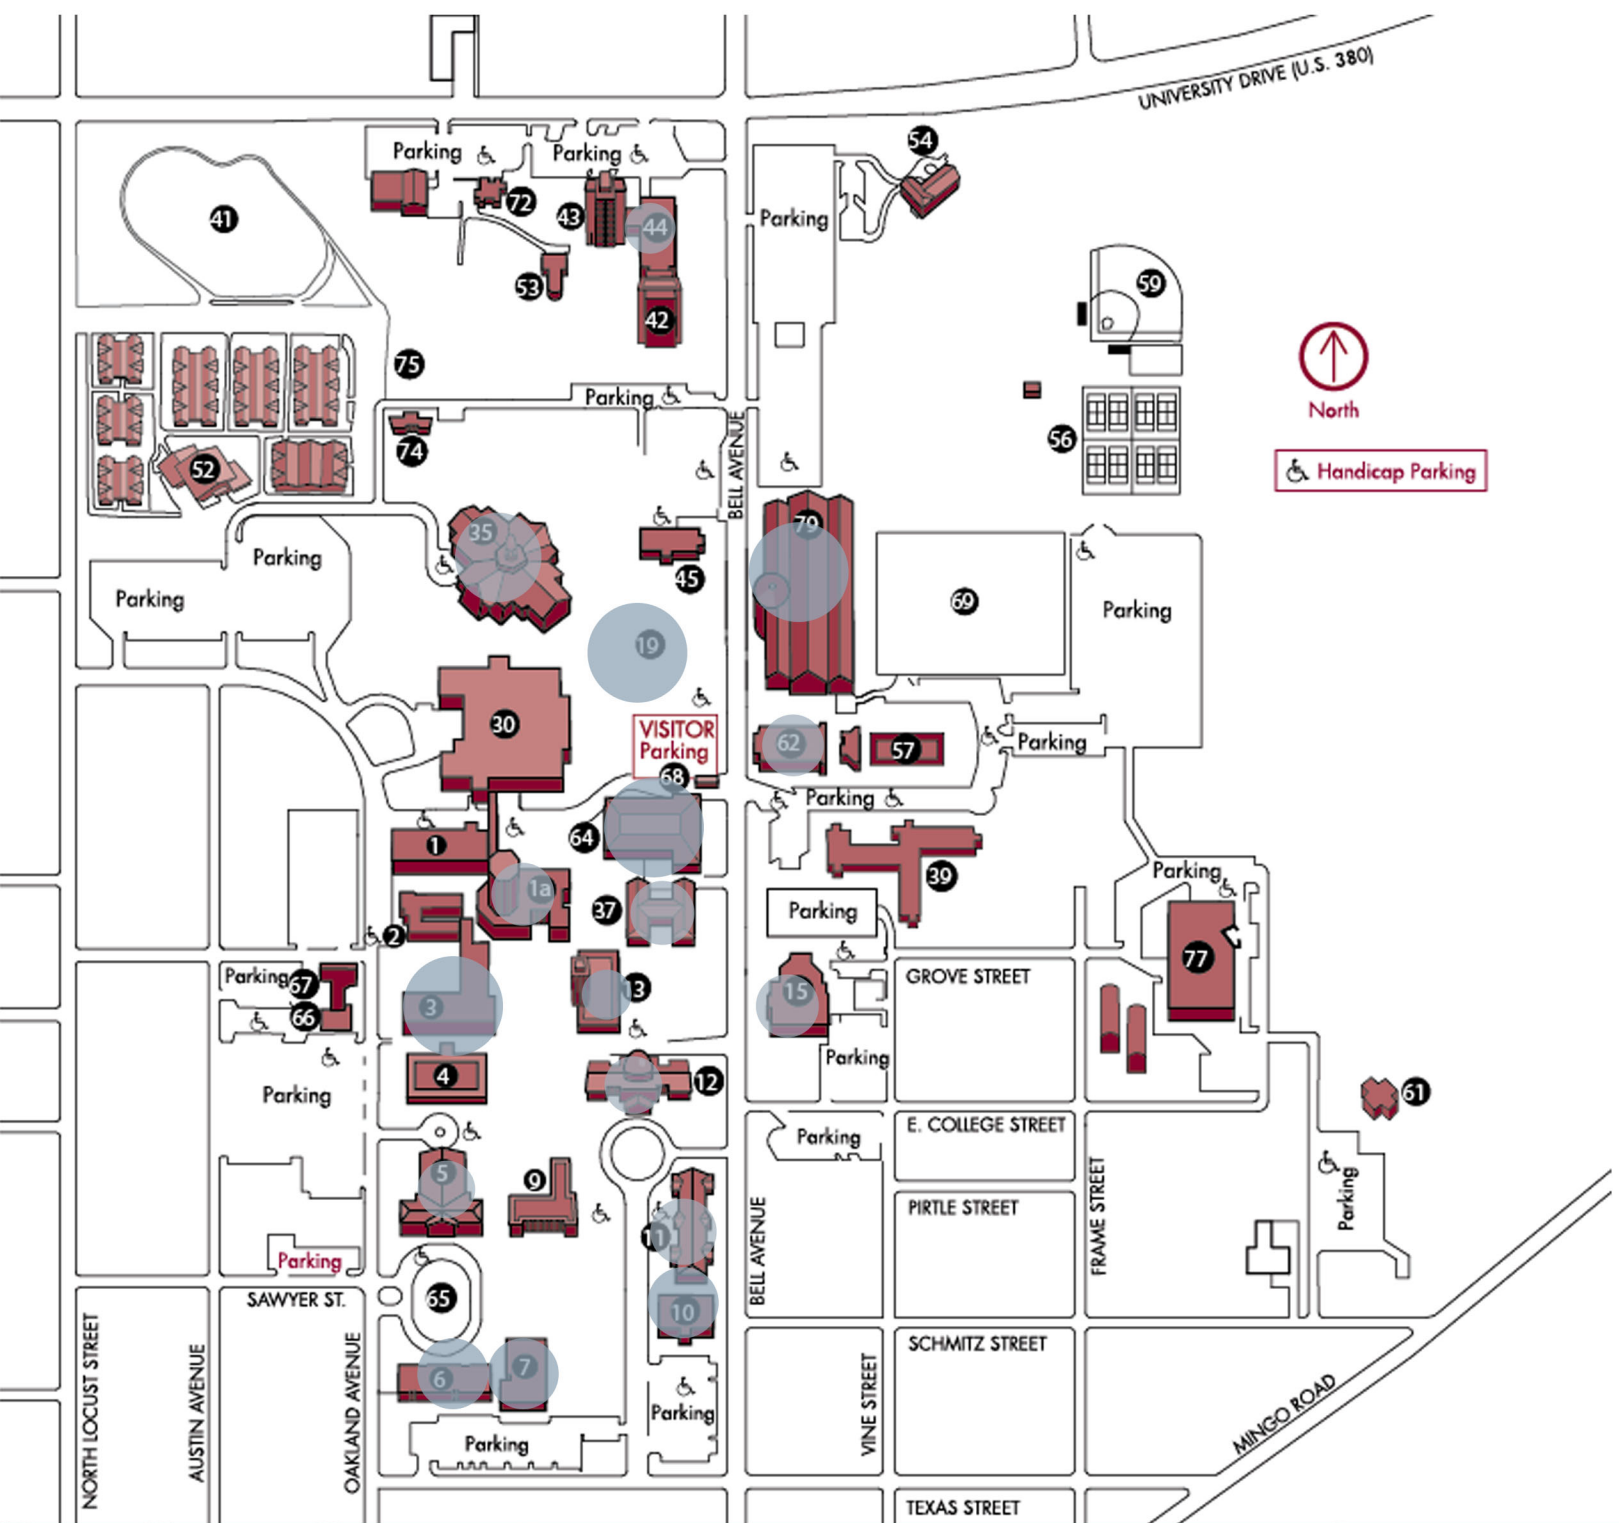 UNIVERSITY DRIVE (U.S. 380)
54
Parking
Parking
72
43
44
Parking
41
53
42
59
75
North
Parking
BELL AVENUE
56
74
52
Handicap Parking
35
79
Parking
45
Parking
69
Parking
19
30
VISITOR
Parking
62
57
Parking
68
Parking
64
1
39
Parking
1a
37
Parking
2
77
Parking
67
GROVE STREET
13
15
3
66
Parking
4
12
Parking
61
E. COLLEGE STREET
Parking
5
9
FRAME STREET
Parking
PIRTLE STREET
BELL AVENUE
11
Parking
65
SAWYER ST.
10
SCHMITZ STREET
NORTH LOCUST STREET
AUSTIN AVENUE
OAKLAND AVENUE
6
7
VINE STREET
MINGO ROAD
Parking
Parking
TEXAS STREET